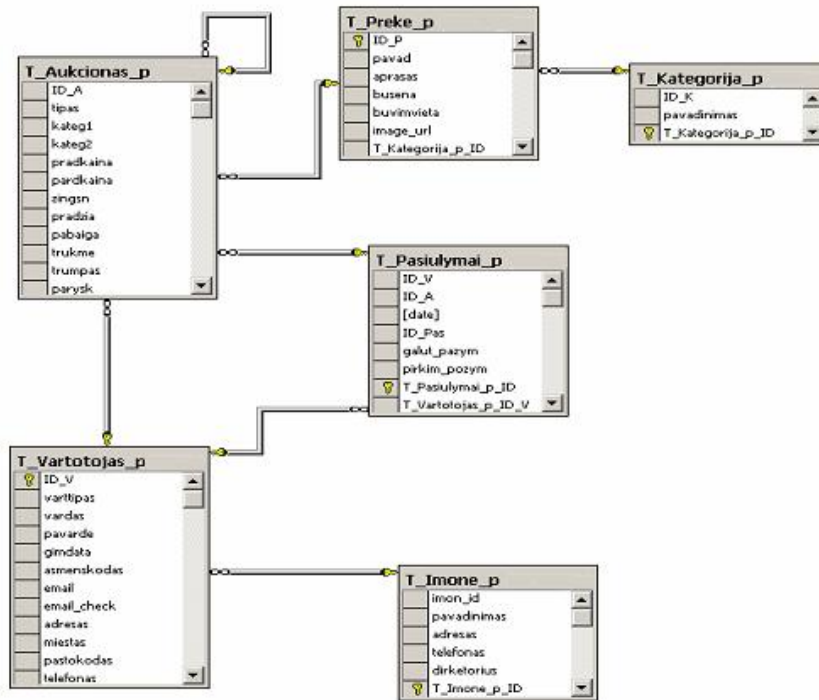 T_Aukcionas_p
ID_A
tipas
kateg1
kateg2
pradkaina
pardkaina
zingsn
pradzia
pabaiga
trukme
trumpas
parysk
T_Preke_p
ID_P
pavad
aprasas
busena
buvimvieta
image_url
T_Kategorija_p_ID
T_Kategorija_p
ID_K
pavadinimas
T_Kategorija_p_ID
T_Pasiulymai_p
ID_V
ID_A
[date]
ID_Pas
galut_pazym
pirkim_pozym
T_Pasiulymai_p_ID
T_Vartotojas_p_ID_V
T_Vartotojas_p
ID_V
varttipas
vardas
pavarde
gimdata
asmenskodas
email
email_check
adresas
miestas
pastokodas
telefonas
T_Imone_p
imon_id
pavadinimas
adresas
telefonas
dirketorius
T_Imone_p_ID